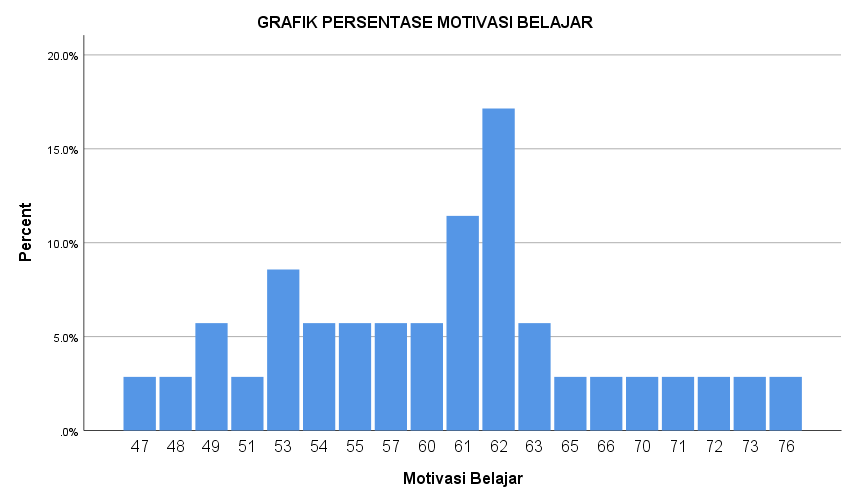 GRAFIK PERSENTASE MOTIVASI BELAJAR
20.0%
15.0%
10.0%
5.0%
.0%
Percent
47 48 49 51 53 54 55 57 60 61 62 63 65 66 70 71 72 73 76
Motivasi Belajar